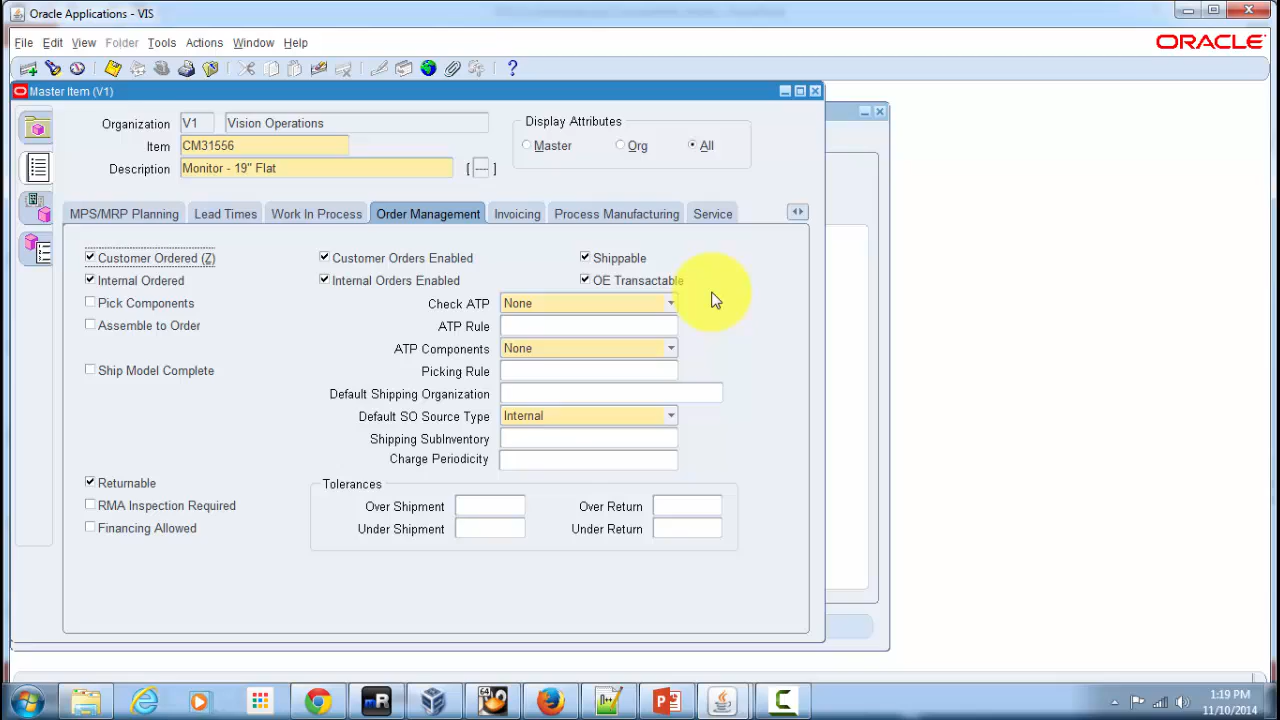 Oracle Applications - VIS
File Edit View Folder Tools Actions Window Help
ORACLE
Master Item (V1)
Organization V1 Vision Operations
Item CM31556
Description Monitor - 19" Flat
Display Attributes
Master Org All
MPS/MRP Planning Lead Times Work In Process Order Management Invoicing Process Manufacturing Service
Customer Ordered (Z) Customer Orders Enabled Shippable
Internal Ordered Internal Orders Enabled OE Transactable
Pick Components Check ATP None
Assemble to Order ATP Rule
ATP Components None
Ship Model Complete Picking Rule
Default Shipping Organization
Default SO Source Type Internal
Shipping SubInventory
Charge Periodicity
Returnable Tolerances
RMA Inspection Required Over Shipment Over Return
Financing Allowed Under Shipment Under Return
1:19 PM
11/10/2014